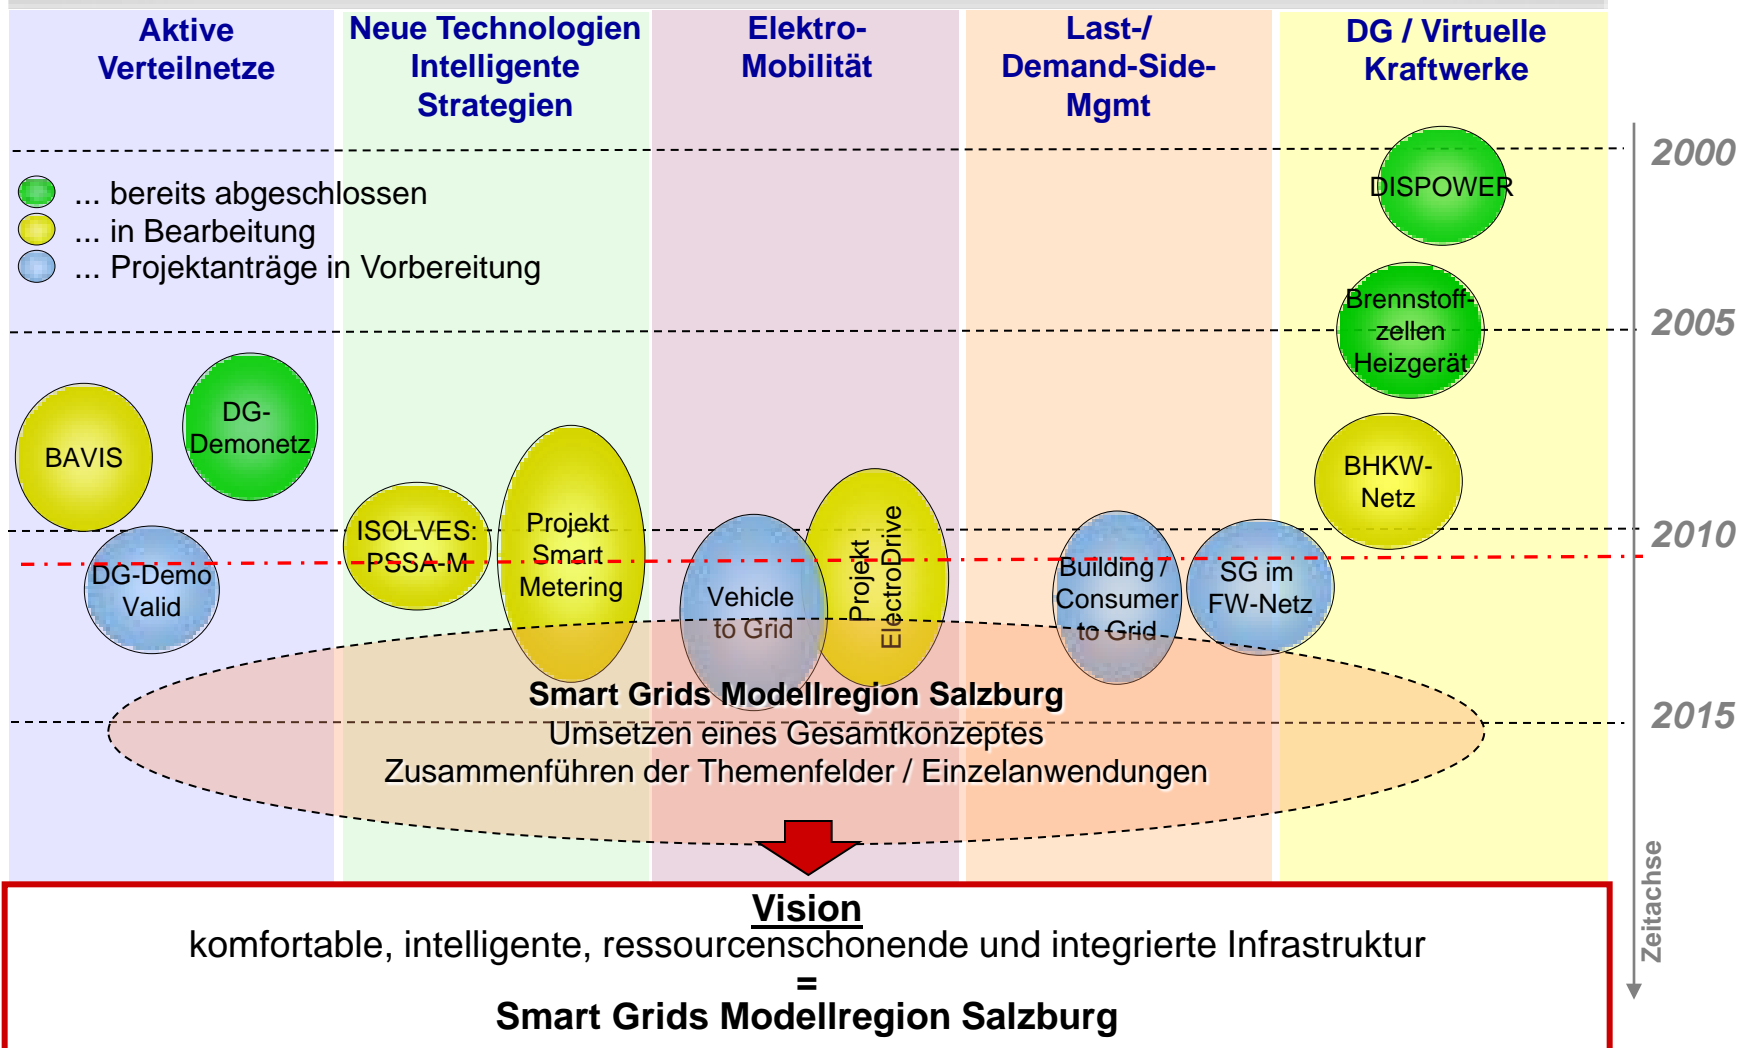 Aktive
Verteilnetze
Neue Technologien
Intelligente
Strategien
Elektro-
Mobilität
Last-/
Demand-Side-
Mgmt
DG / Virtuelle
Kraftwerke
2000
... bereits abgeschlossen
... in Bearbeitung
... Projektanträge in Vorbereitung
DISPOWER
Brennstoff-
zellen
Heizgerät
2005
BAVIS
DG-
Demonetz
BHKW-
Netz
ISOLVES:
PSSA-M
Projekt
Smart
Metering
Projekt
ElectroDrive
2010
DG-Demo
Valid
Vehicle
to Grid
Building /
Consumer
to Grid
SG im
FW-Netz
Smart Grids Modellregion Salzburg
Umsetzen eines Gesamtkonzeptes
Zusammenführen der Themenfelder / Einzelanwendungen
2015
Zeitachse
Vision
komfortable, intelligente, ressourcenschonende und integrierte Infrastruktur
=
Smart Grids Modellregion Salzburg